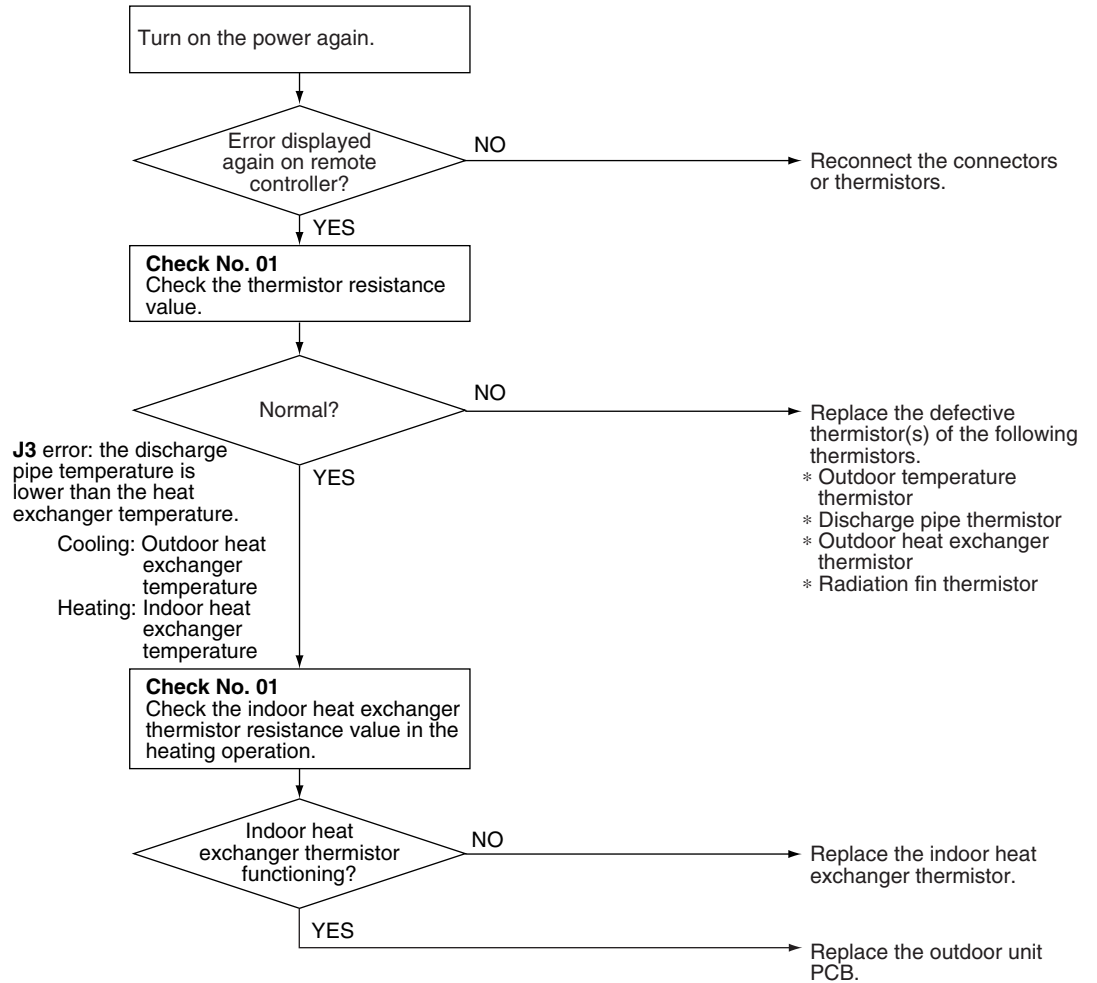 Turn on the power again.
Error displayed
again on remote
controller?
NO
Reconnect the connectors
or thermistors.
YES
Check No. 01
Check the thermistor resistance
value.
Normal?
NO
Replace the defective
thermistor(s) of the following
thermistors.
* Outdoor temperature
thermistor
* Discharge pipe thermistor
* Outdoor heat exchanger
thermistor
* Radiation fin thermistor
YES
J3 error: the discharge
pipe temperature is
lower than the heat
exchanger temperature.
Cooling: Outdoor heat
exchanger
temperature
Heating: Indoor heat
exchanger
temperature
Check No. 01
Check the indoor heat exchanger
thermistor resistance value in the
heating operation.
Indoor heat
exchanger thermistor
functioning?
NO
Replace the indoor heat
exchanger thermistor.
YES
Replace the outdoor unit
PCB.